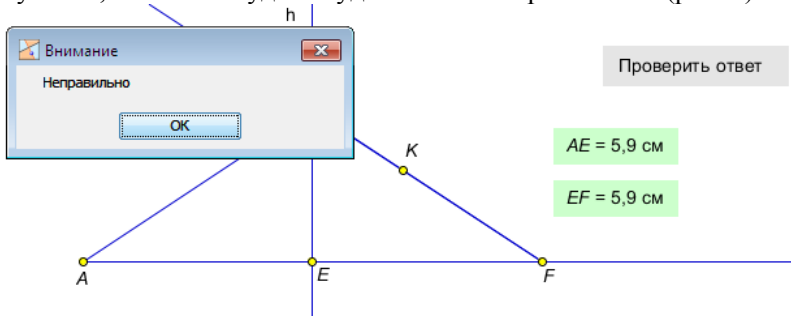 h
Внимание
Неправильно
OK
Проверить ответ
K
AE = 5,9 см
EF = 5,9 см
A
E
F